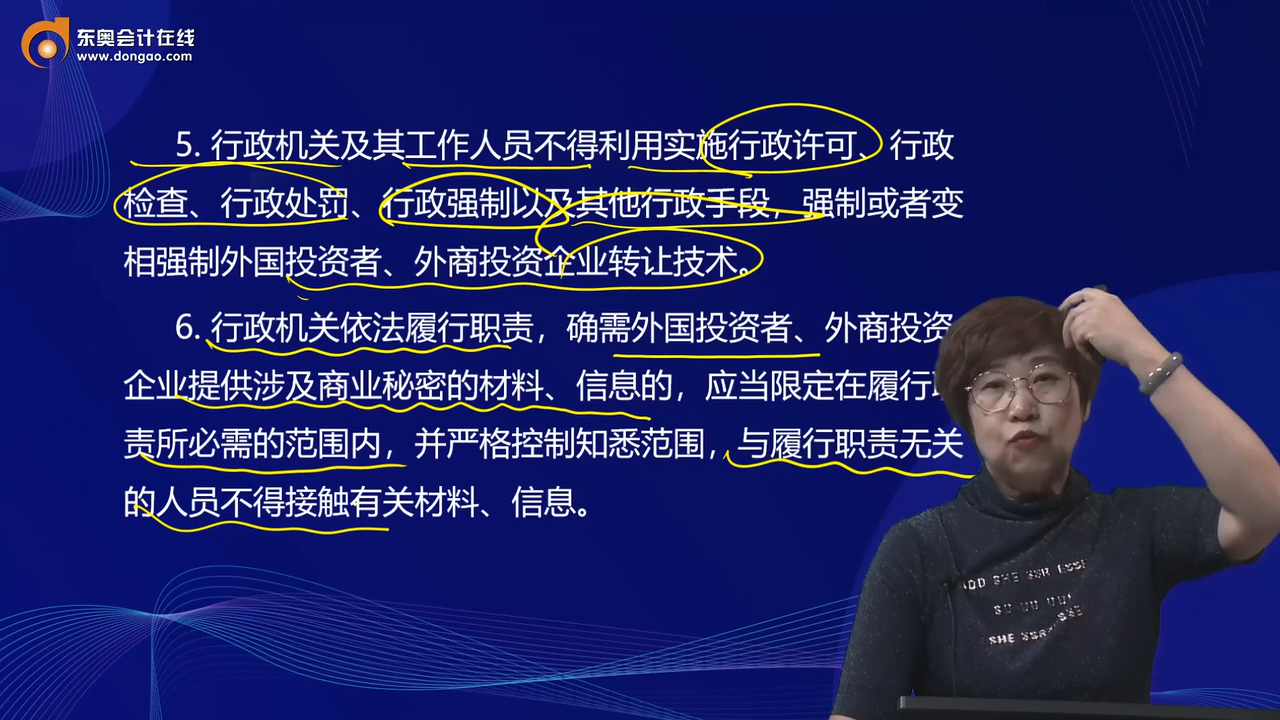 东奥会计在线
www.dongao.com
5. 行政机关及其工作人员不得利用实施行政许可、行政
检查、行政处罚、行政强制以及其他行政手段，强制或者变
相强制外国投资者、外商投资企业转让技术。
6. 行政机关依法履行职责，确需外国投资者、外商投资
企业提供涉及商业秘密的材料、信息的，应当限定在履行职
责所必需的范围内，并严格控制知悉范围，与履行职责无关
的人员不得接触有关材料、信息。